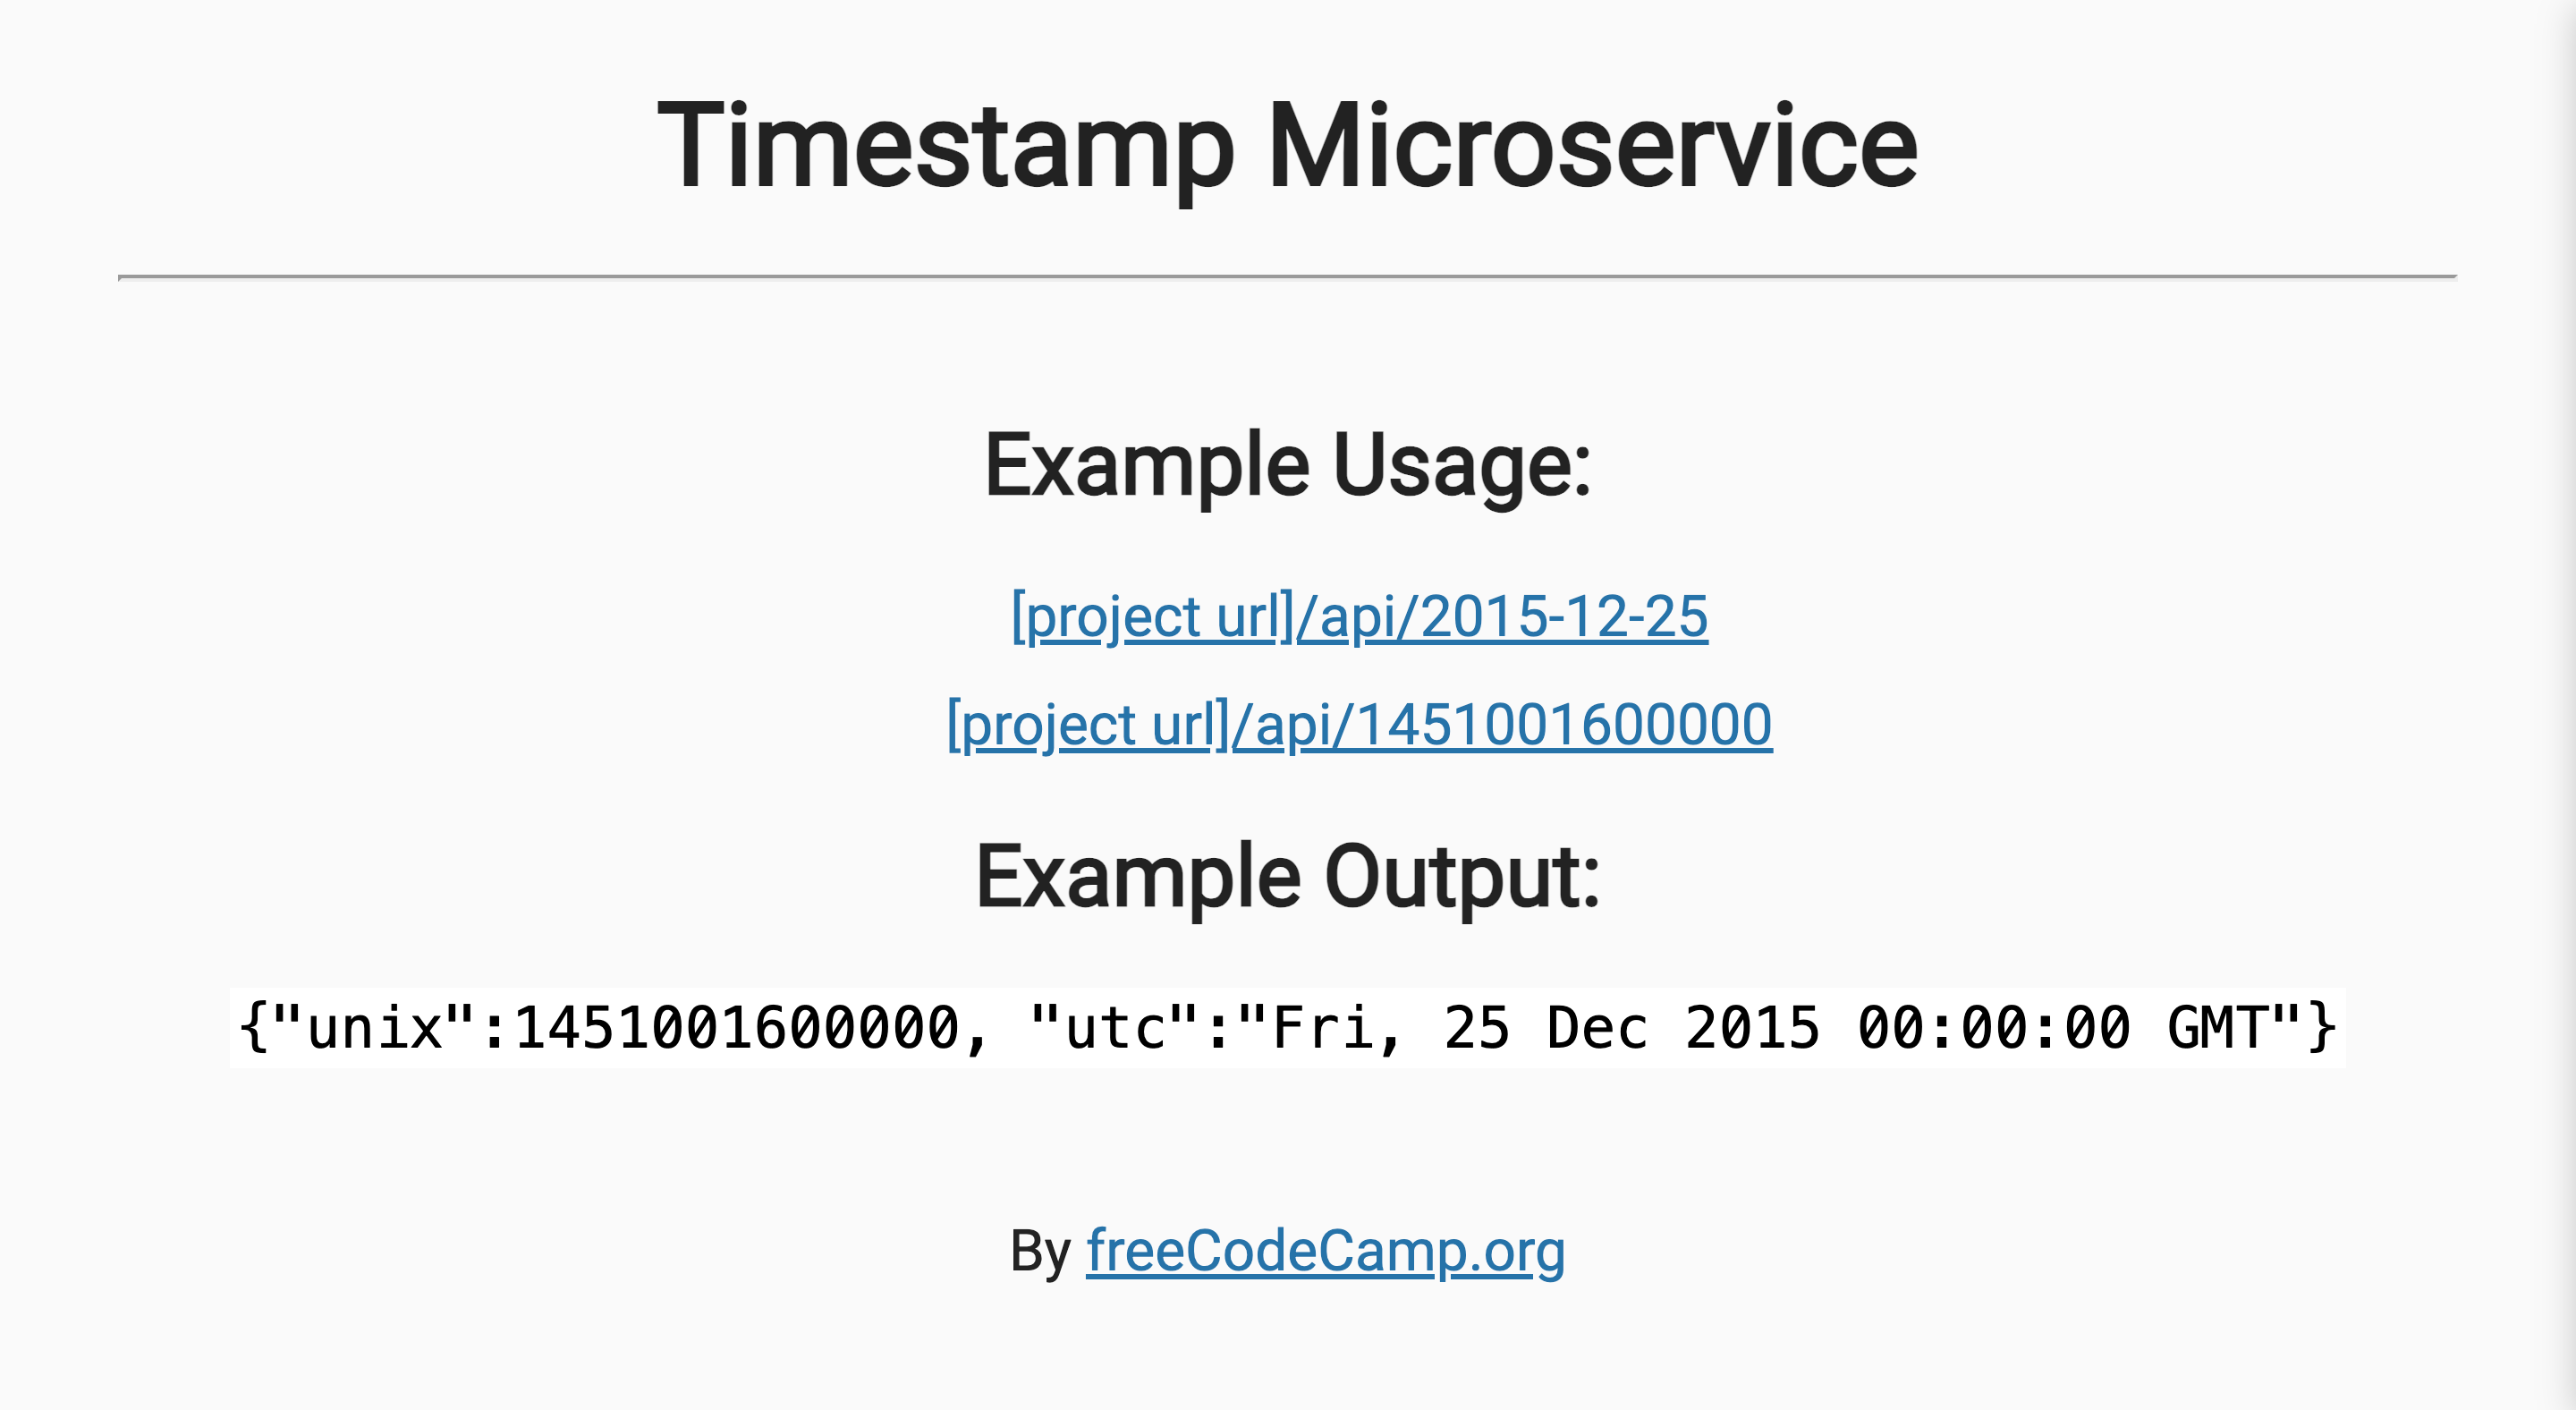 Timestamp Microservice
Example Usage:
[project url]/api/2015-12-25
[project url]/api/1451001600000
Example Output:
{"unix":1451001600000, "utc":"Fri, 25 Dec 2015 00:00:00 GMT"}
By freeCodeCamp.org